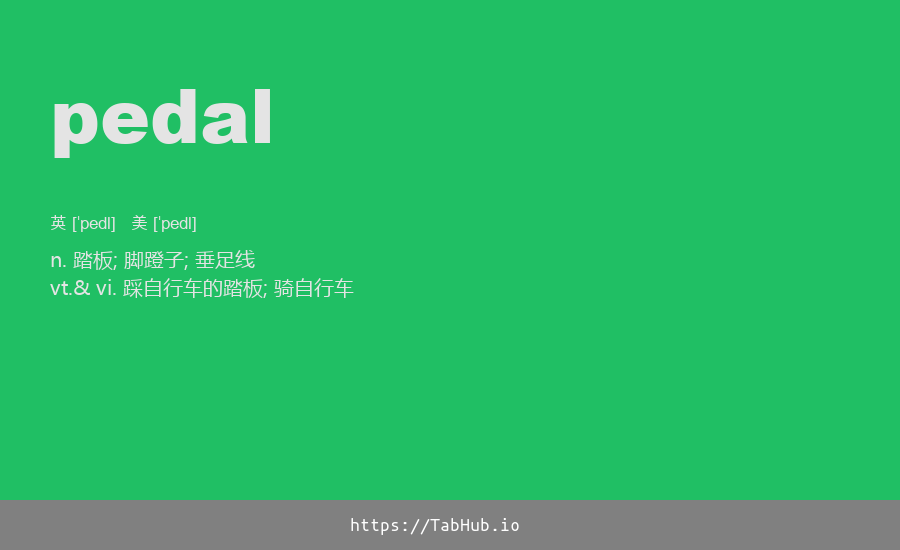 pedal
英 ['pedl] 美 ['pedl]
n. 踏板; 脚蹬子; 垂足线
vt.& vi. 踩自行车的踏板; 骑自行车
https://TabHub.io